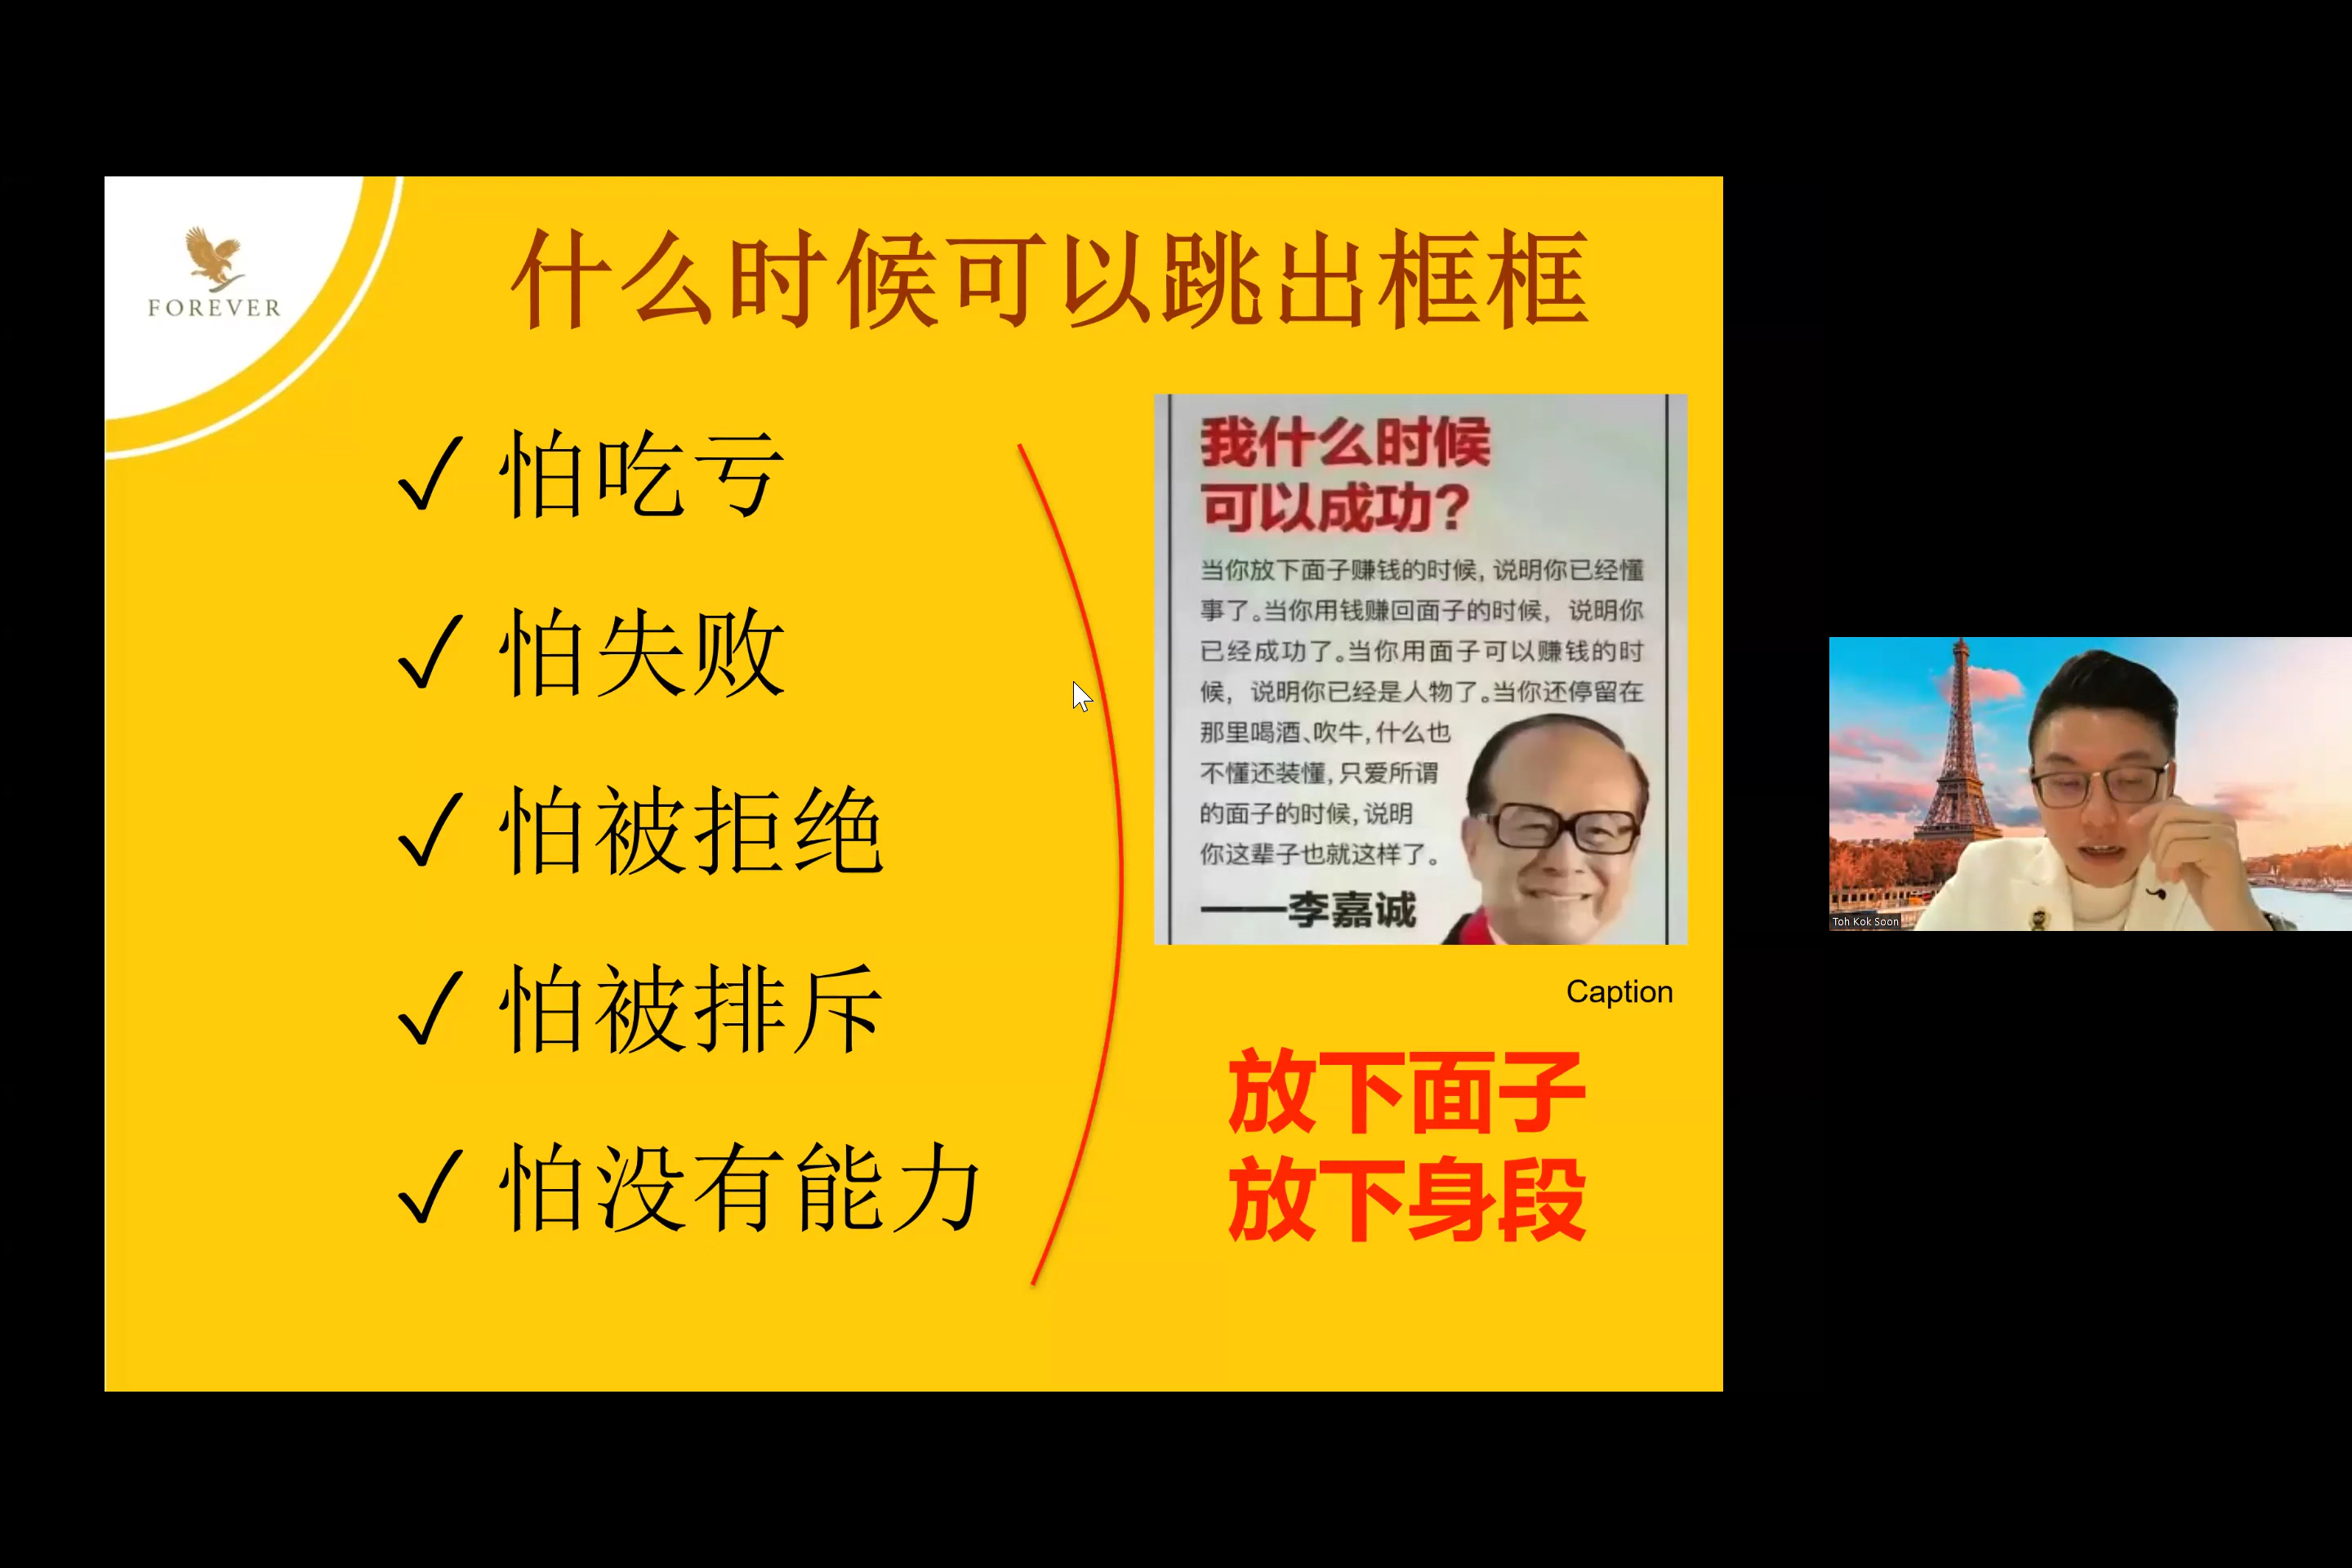 FOREVER
什么时候可以跳出框框
✓ 怕吃亏
✓ 怕失败
✓ 怕被拒绝
✓ 怕被排斥
✓ 怕没有能力
我什么时候
可以成功?
当你放下面子赚钱的时候,说明你已经懂
事了。当你用钱赚回面子的时候，说明你
已经成功了。当你用面子可以赚钱的时
候，说明你已经是人物了。当你还停留在
那里喝酒、吹牛,什么也
不懂还装懂,只爱所谓
的面子的时候,说明
你这辈子也就这样了。
——李嘉诚
Caption
放下面子
放下身段
Toh Kok Soon